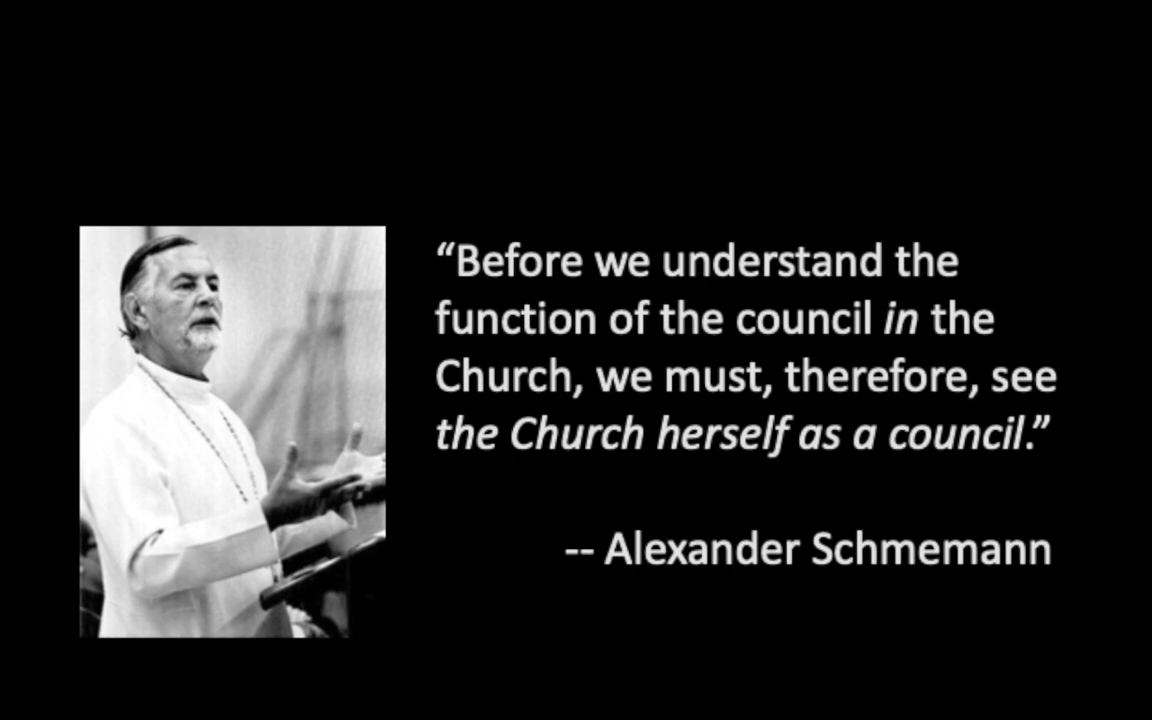 “Before we understand the
function of the council in the
Church, we must, therefore, see
the Church herself as a council.”
-- Alexander Schmemann